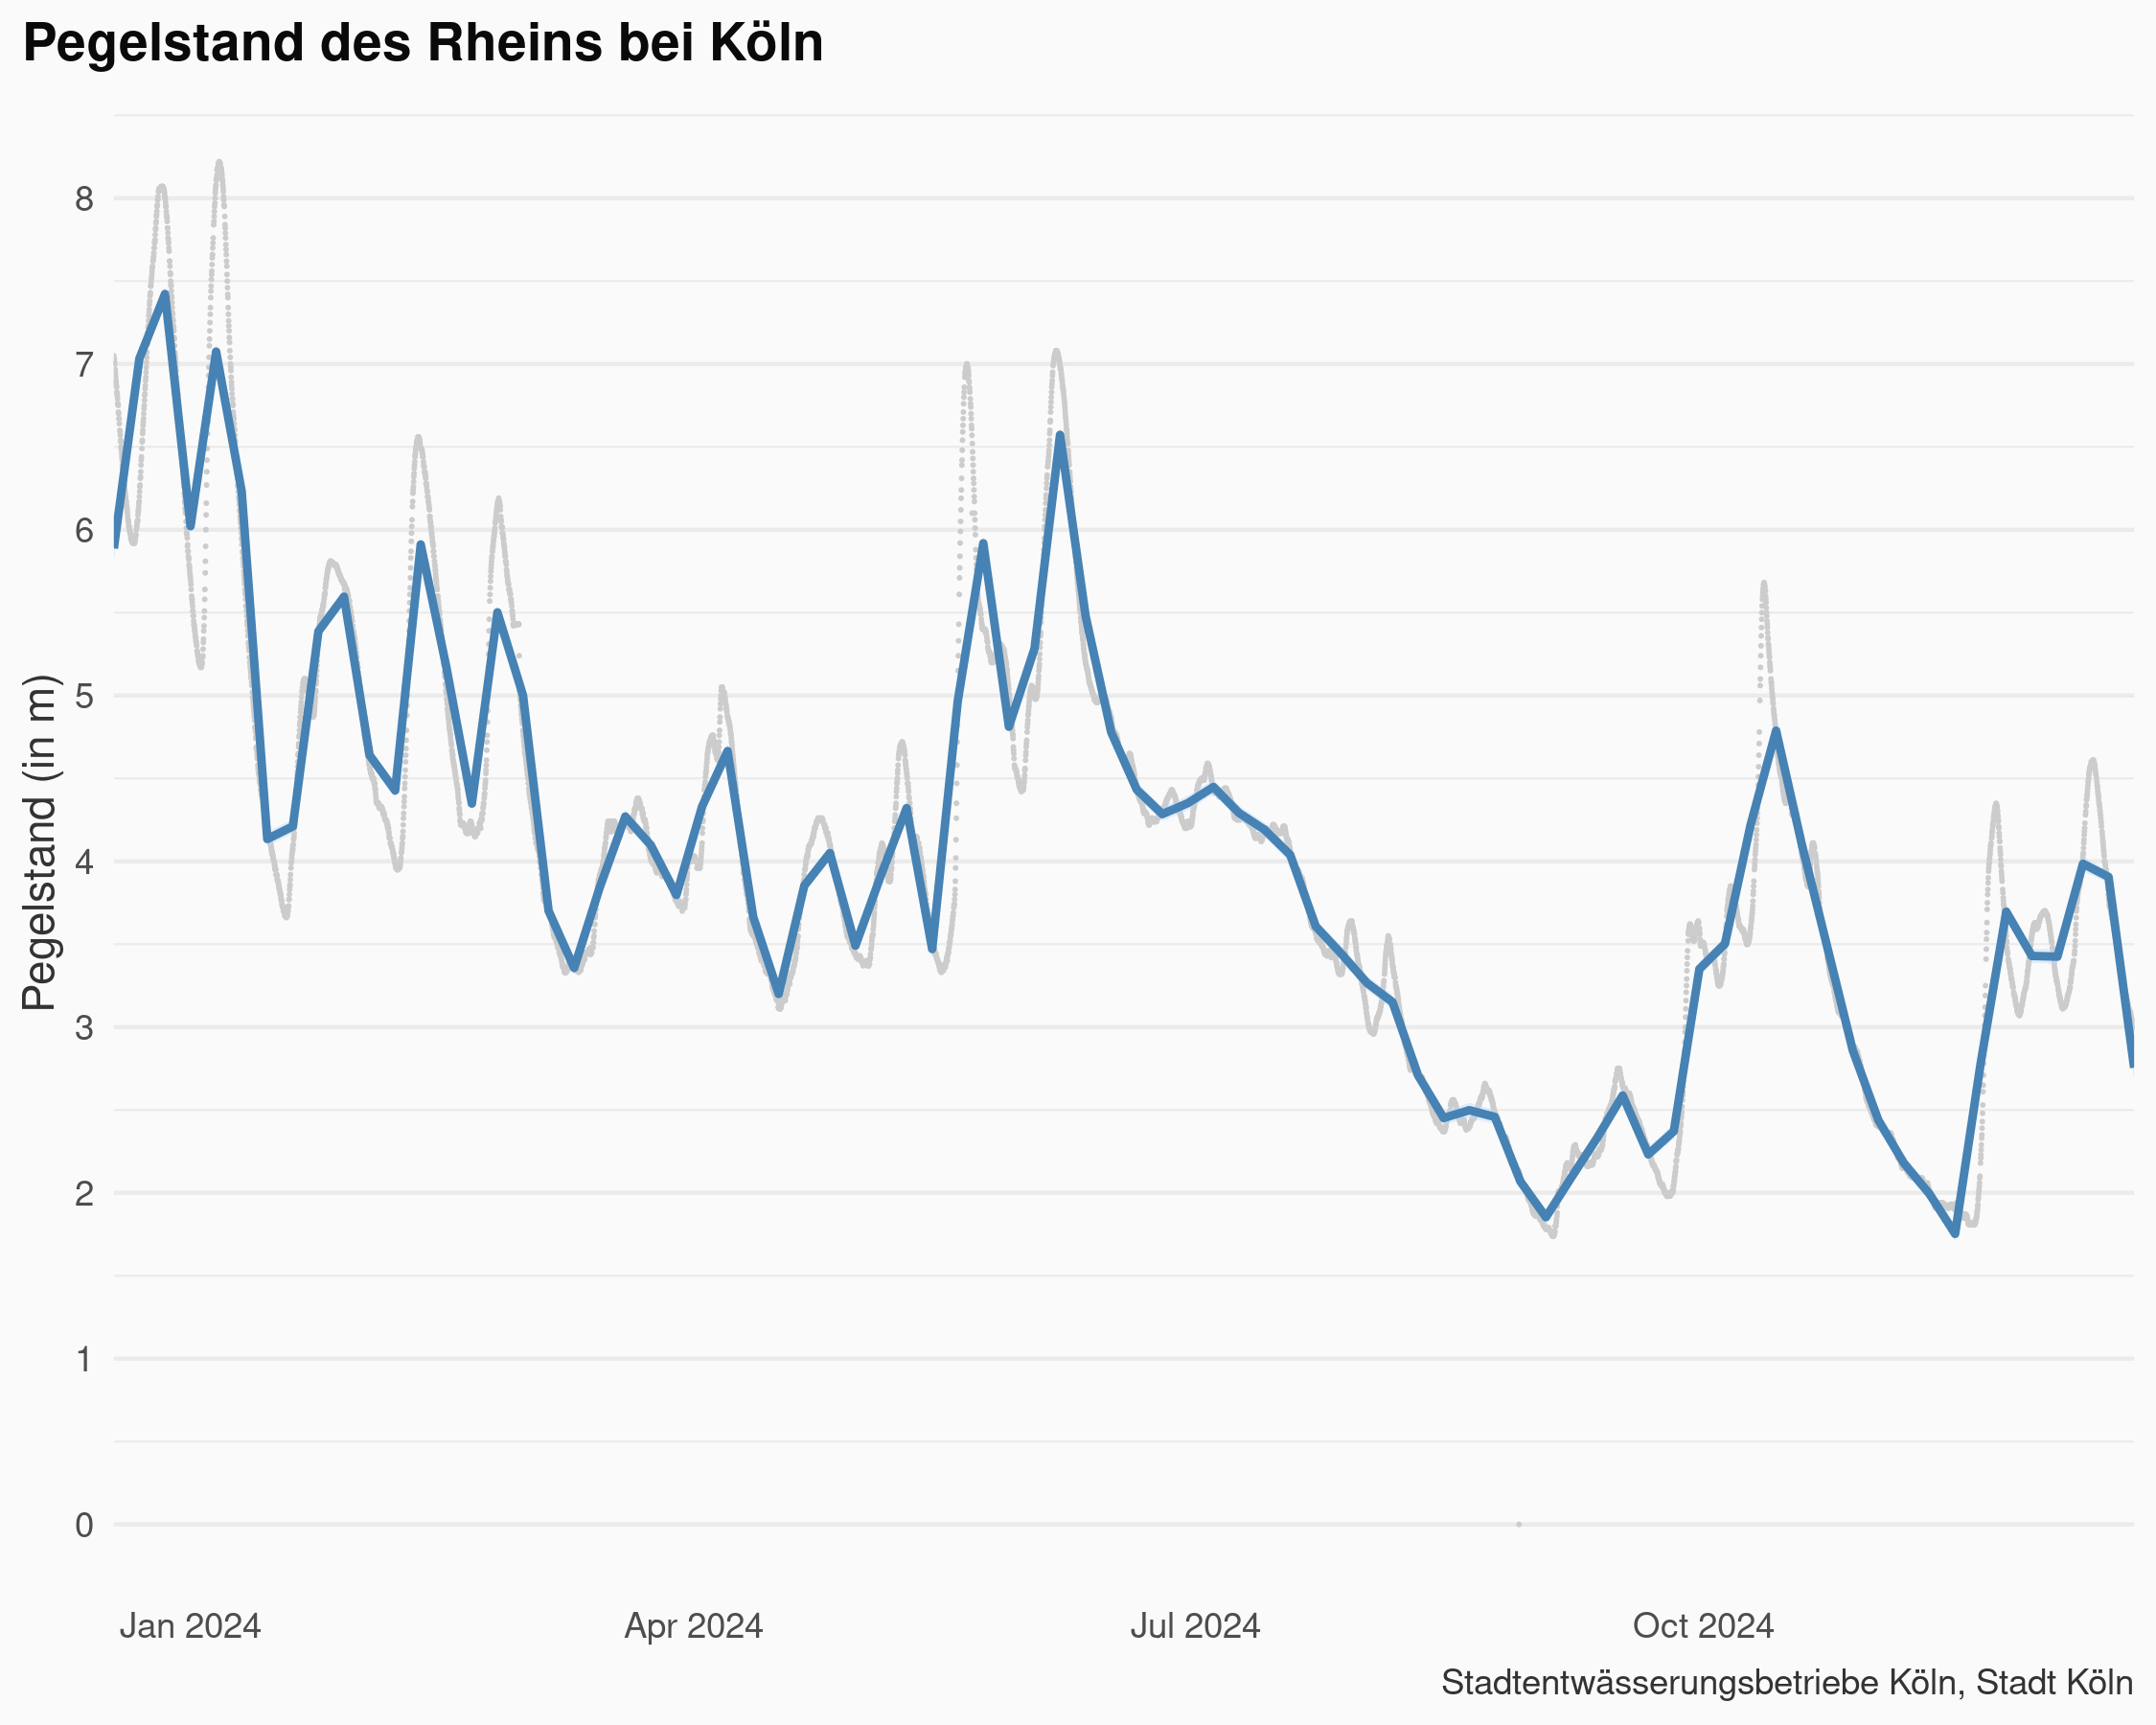 Pegelstand des Rheins bei Köln
Pegelstand (in m)
8
7
6
5
4
3
2
1
0
Jan 2024 Apr 2024 Jul 2024 Oct 2024
Stadtentwässerungsbetriebe Köln, Stadt Köln